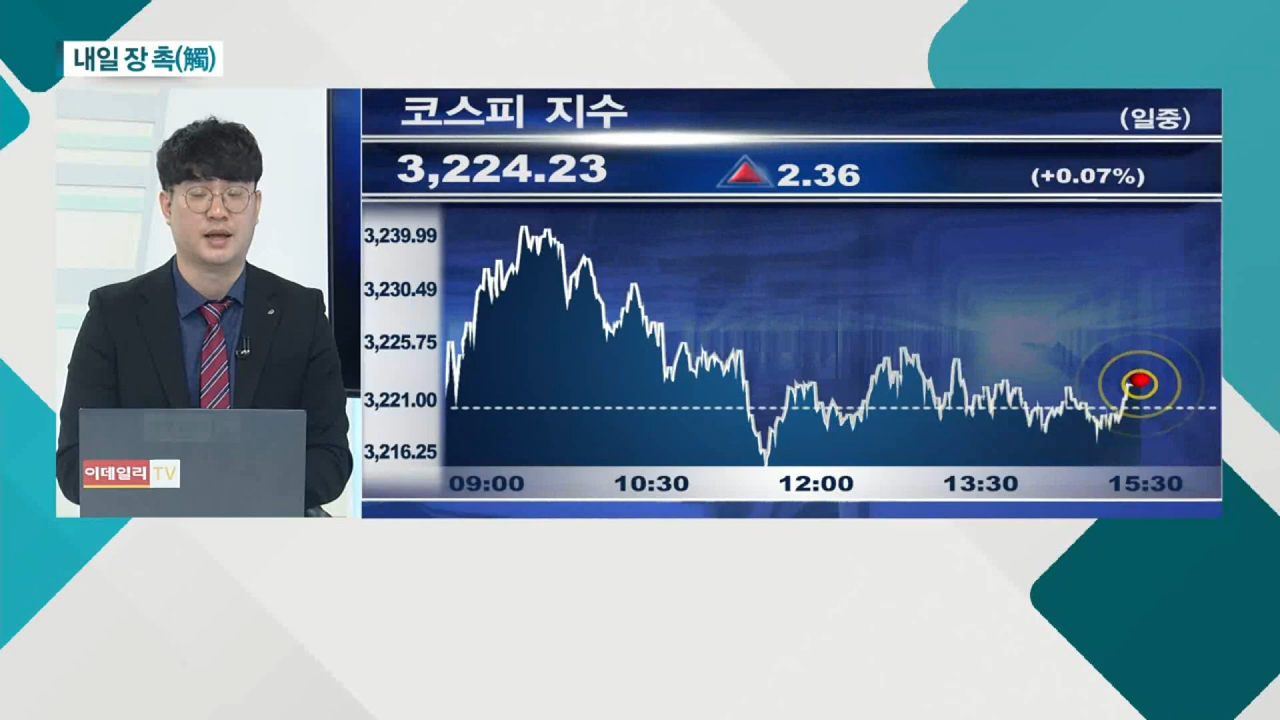 내일 장 촉(觸)
코스피 지수
(일중)
3,224.23 2.36 (+0.07%)
3,239.99
3,230.49
3,225.75
3,221.00
3,216.25
09:00 10:30 12:00 13:30 15:30
이데일리 TV